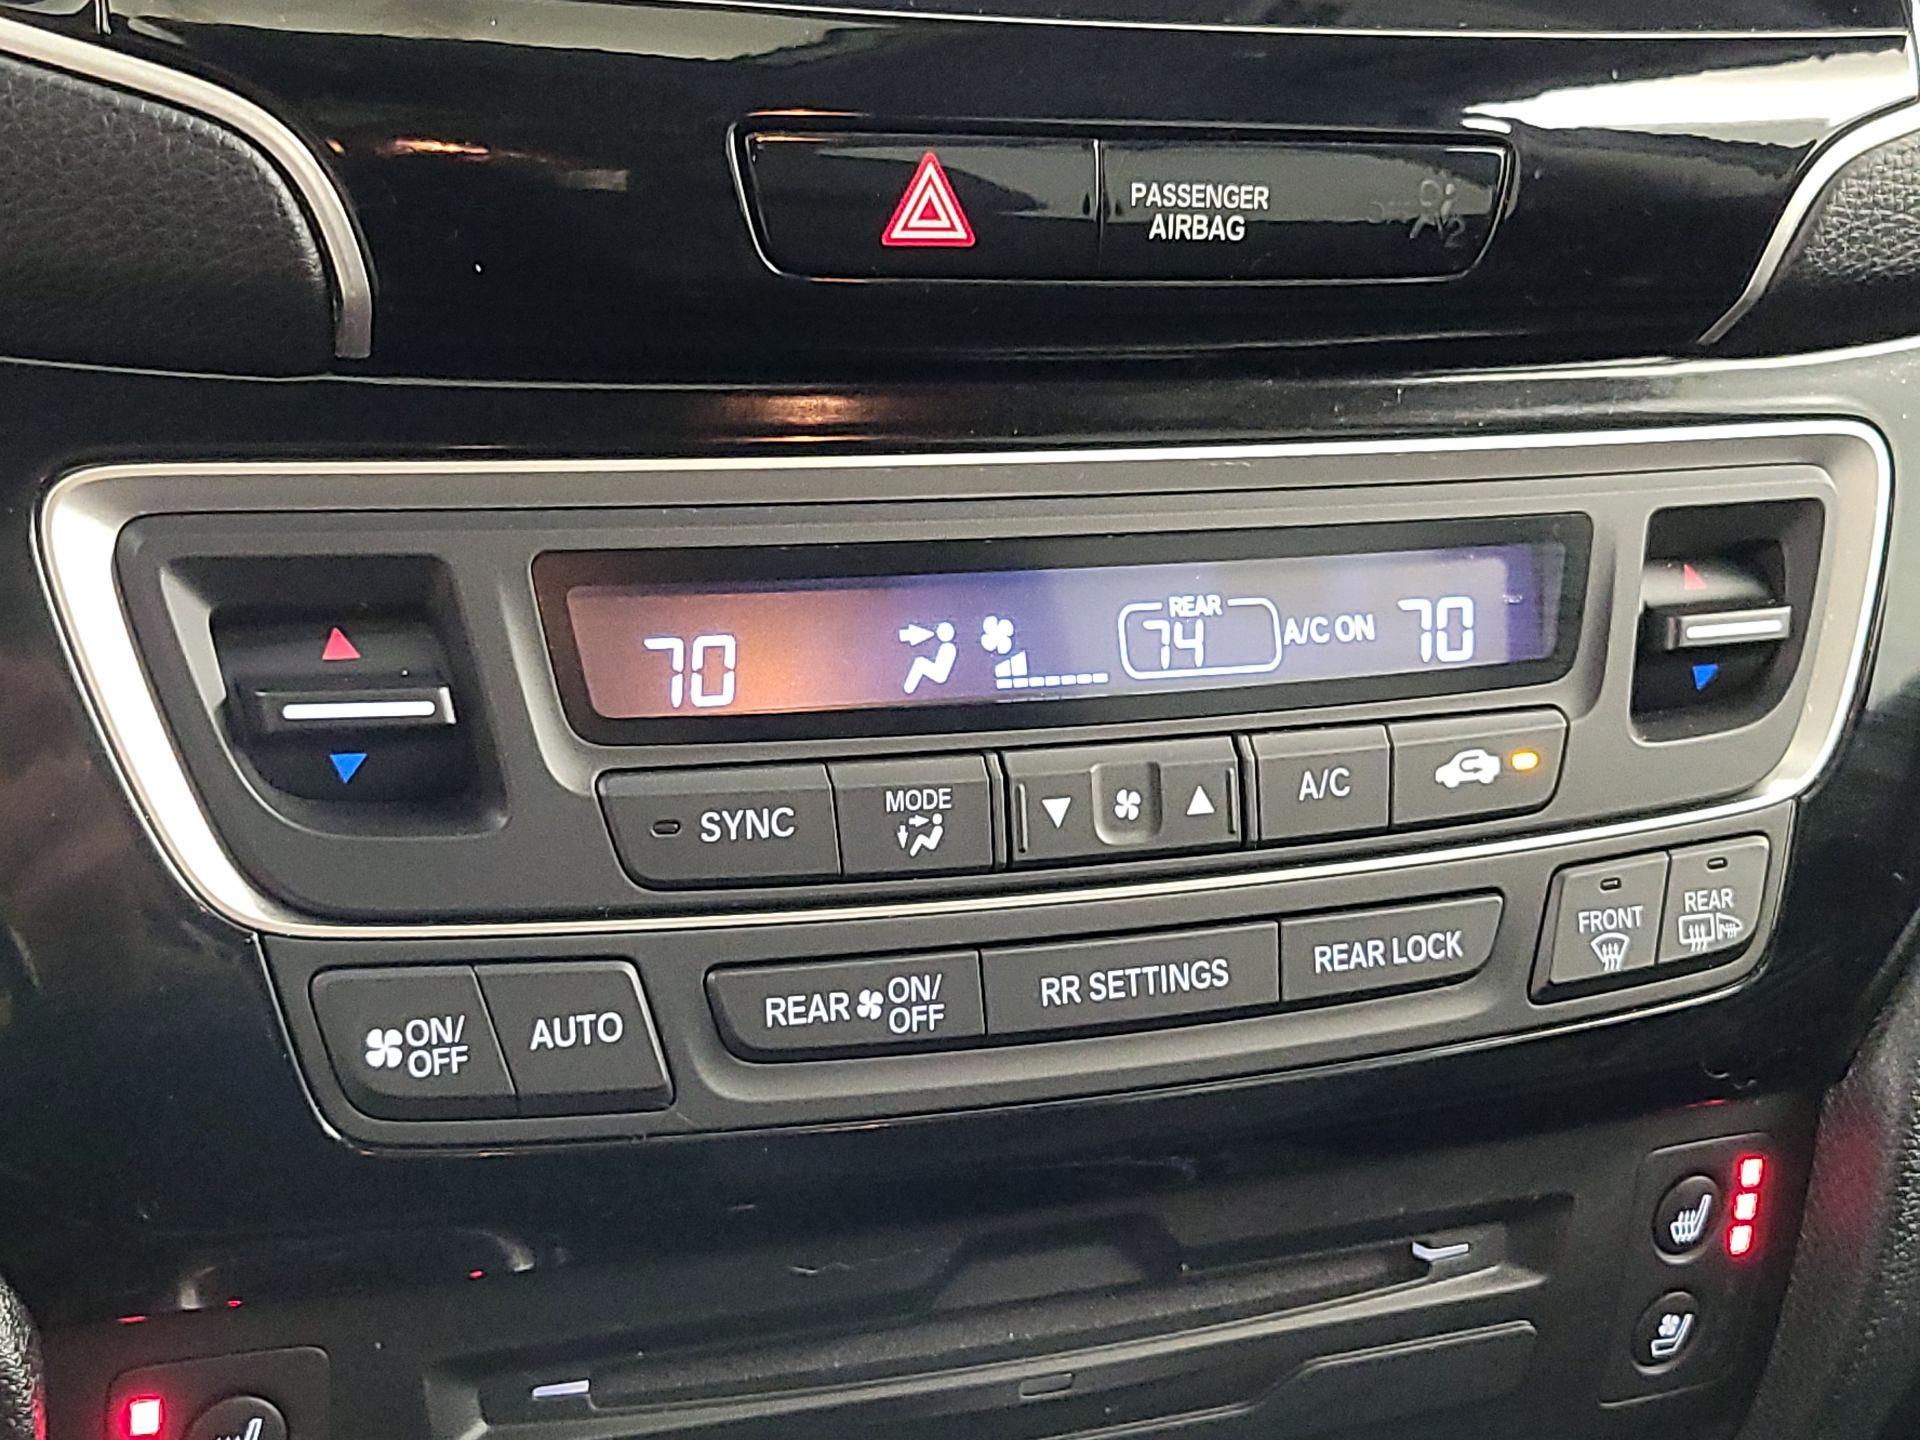 PASSENGER
AIRBAG
70 REAR 74 A/C ON 70
SYNC MODE A/C
FRONT REAR
ON/
OFF AUTO REAR ON/
OFF RR SETTINGS REAR LOCK